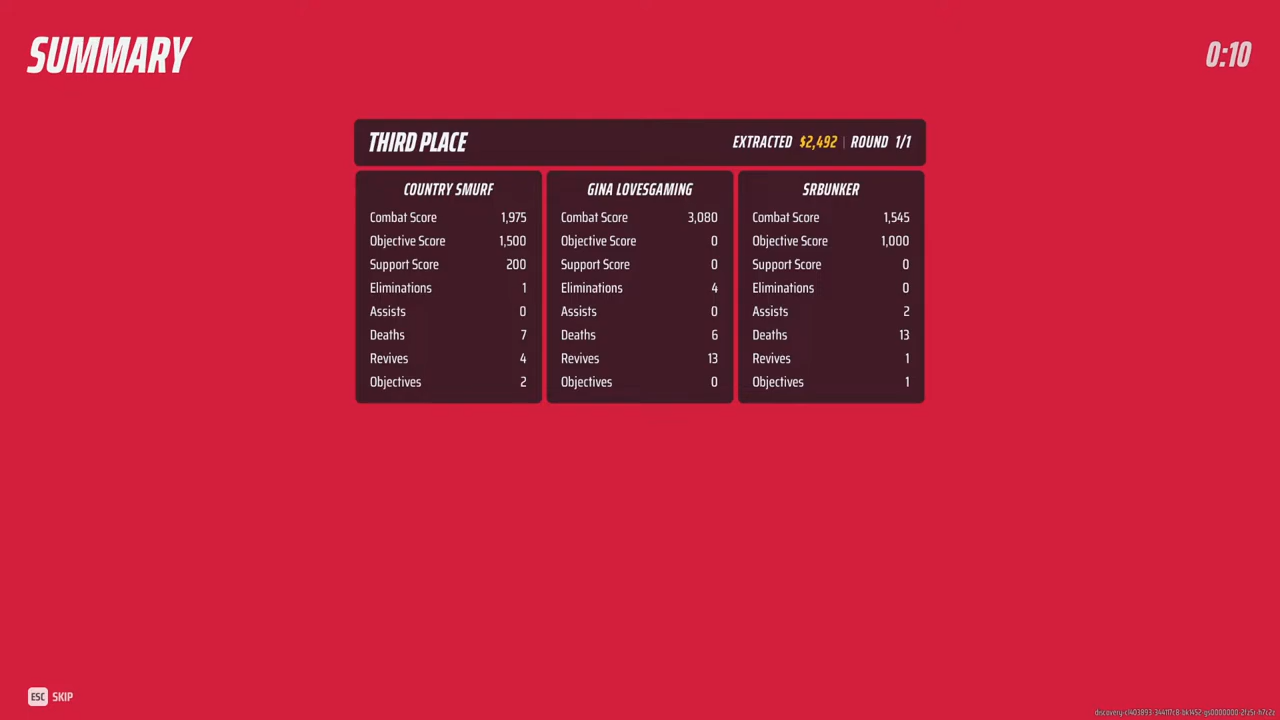 SUMMARY
0:10
THIRD PLACE
EXTRACTED $2,492 | ROUND 1/1
COUNTRY SMURF
Combat Score 1,975
Objective Score 1,500
Support Score 200
Eliminations 1
Assists 0
Deaths 7
Revives 4
Objectives 2
GINA LOVESGAMING
Combat Score 3,080
Objective Score 0
Support Score 0
Eliminations 4
Assists 0
Deaths 6
Revives 13
Objectives 0
SRBUNKER
Combat Score 1,545
Objective Score 1,000
Support Score 0
Eliminations 0
Assists 2
Deaths 13
Revives 1
Objectives 1
ESC SKIP